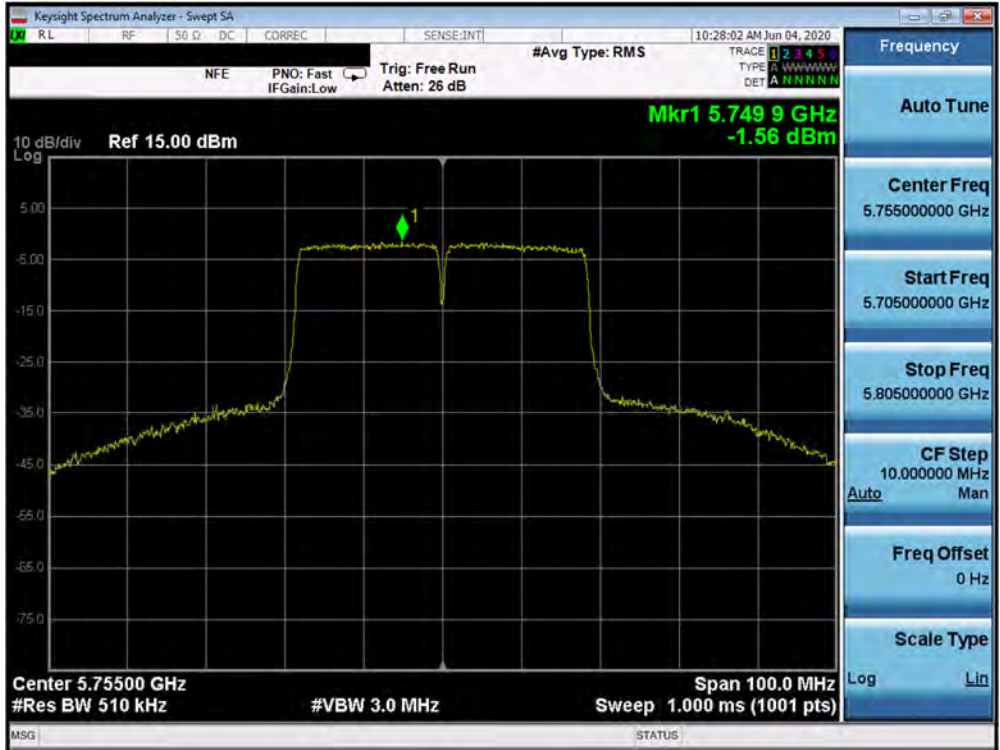 Keysight Spectrum Analyzer - Swept SA
LXI RL RF 50 Ω DC CORREC SENSE:INT 10:28:02 AM Jun 04, 2020
#Avg Type: RMS
TRACE 1 2 3 4 5 6
TYPE A WWWWW
DET A N N N N N
NFE PNO: Fast Trig: Free Run
IFGain:Low Atten: 26 dB
Mkr1 5.749 9 GHz
-1.56 dBm
10 dB/div Ref 15.00 dBm
Log
5.00
-5.00
-15.0
-25.0
-35.0
-45.0
-55.0
-65.0
-75.0
1
Center 5.75500 GHz Span 100.0 MHz
#Res BW 510 kHz #VBW 3.0 MHz Sweep 1.000 ms (1001 pts)
MSG STATUS
Frequency
Auto Tune
Center Freq
5.755000000 GHz
Start Freq
5.705000000 GHz
Stop Freq
5.805000000 GHz
CF Step
10.000000 MHz
Auto Man
Freq Offset
0 Hz
Scale Type
Log Lin